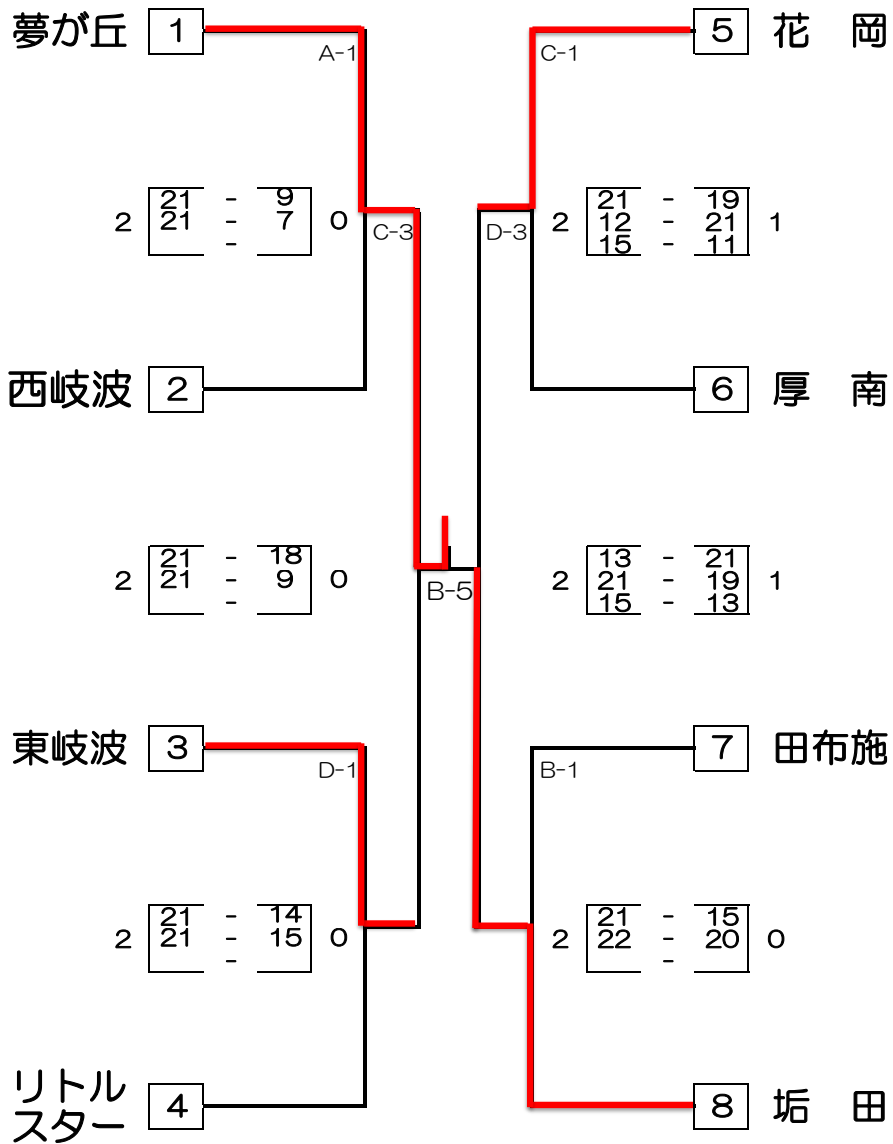 夢が丘 1 5 花 岡
A-1 C-1
2 21 - 9 0 2 21 - 19 1
21 - 7 12 - 21
- 15 - 11
C-3 D-3
西岐波 2 6 厚 南
2 21 - 18 0 2 13 - 21 1
21 - 9 21 - 19
- 15 - 13
B-5
東岐波 3 7 田布施
D-1 B-1
2 21 - 14 0 2 21 - 15 0
21 - 15 22 - 20
- -
リトル
スター 4 8 垢 田